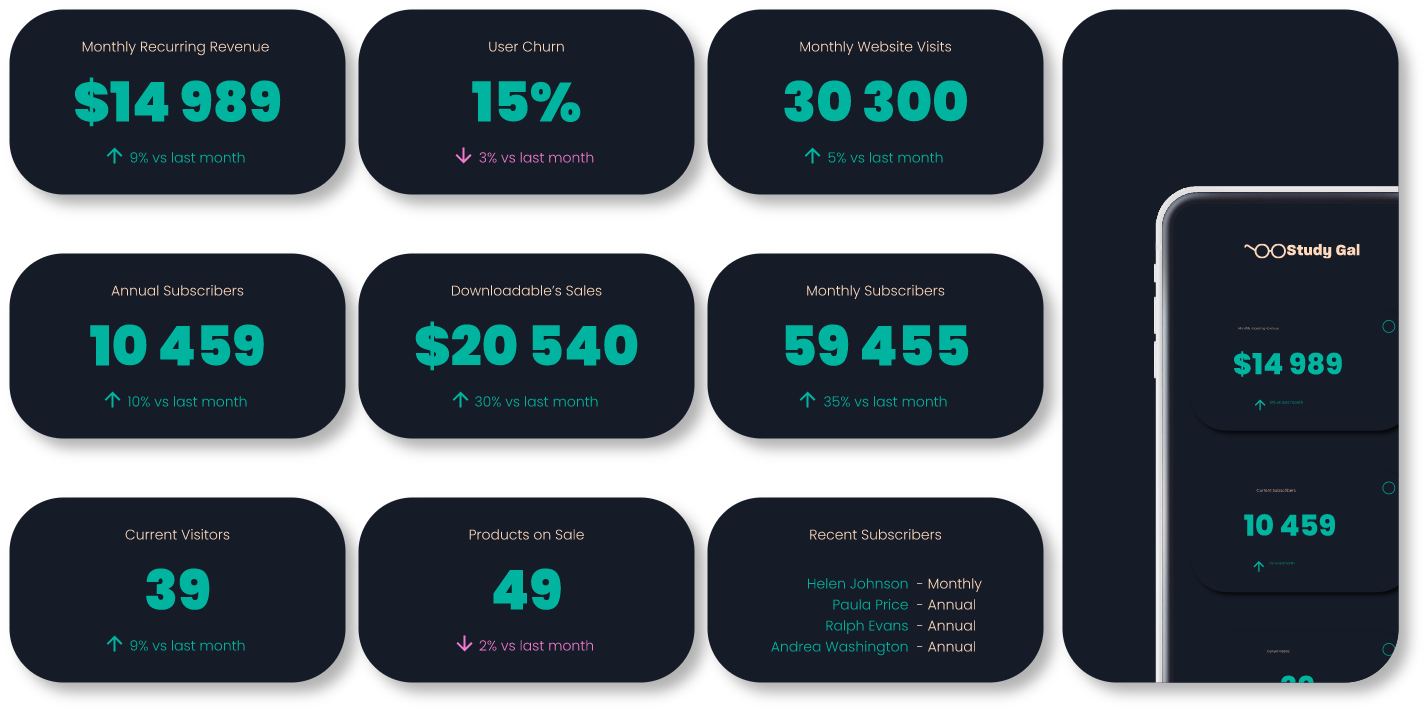 Monthly Recurring Revenue
$14 989
9% vs last month
User Churn
15%
3% vs last month
Monthly Website Visits
30 300
5% vs last month
Annual Subscribers
10 459
10% vs last month
Downloadable's Sales
$20 540
30% vs last month
Monthly Subscribers
59 455
35% vs last month
Current Visitors
39
9% vs last month
Products on Sale
49
2% vs last month
Recent Subscribers
Helen Johnson - Monthly
Paula Price - Annual
Ralph Evans - Annual
Andrea Washington - Annual
Study Gal
Monthly Recurring Revenue
$14 989
Current Subscribers
10 459